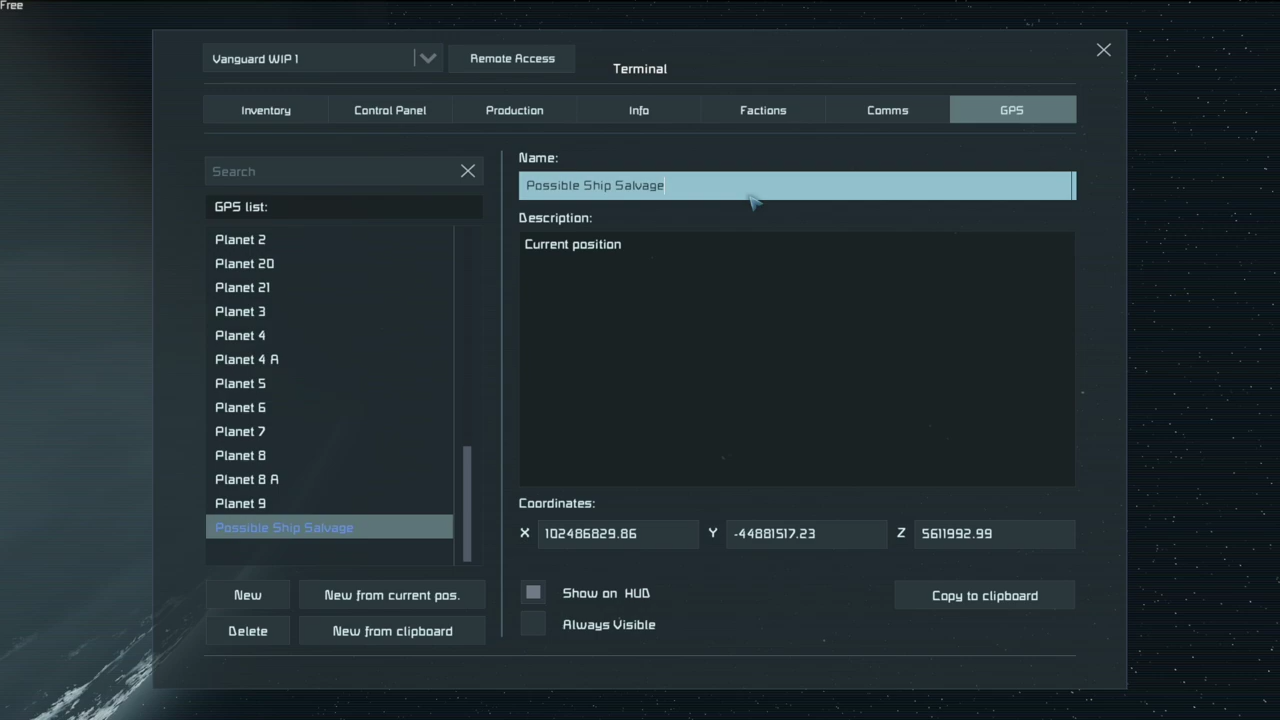 Free
Vanguard WIP 1
Remote Access
Terminal
Inventory
Control Panel
Production
Info
Factions
Comms
GPS
Search
GPS list:
Planet 2
Planet 20
Planet 21
Planet 3
Planet 4
Planet 4 A
Planet 5
Planet 6
Planet 7
Planet 8
Planet 8 A
Planet 9
Possible Ship Salvage
New
New from current pos.
Delete
New from clipboard
Name:
Possible Ship Salvage
Description:
Current position
Coordinates:
X 102486829.86 Y -44881517.23 Z 5611992.99
Show on HUD
Copy to clipboard
Always Visible